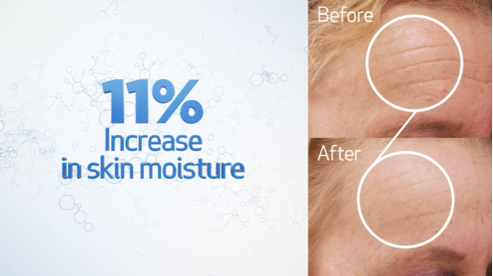 11%
Increase
in skin moisture
Before
After